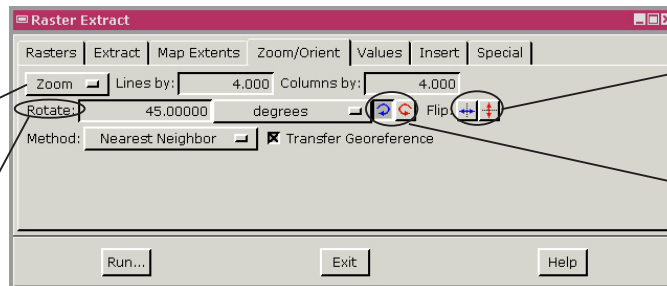 Raster Extract
Rasters Extract Map Extents Zoom/Orient Values Insert Special
Zoom Lines by: 4.000 Columns by: 4.000
Rotate: 45.00000 degrees Flip:
Method: Nearest Neighbor Transfer Georeference
Run... Exit Help